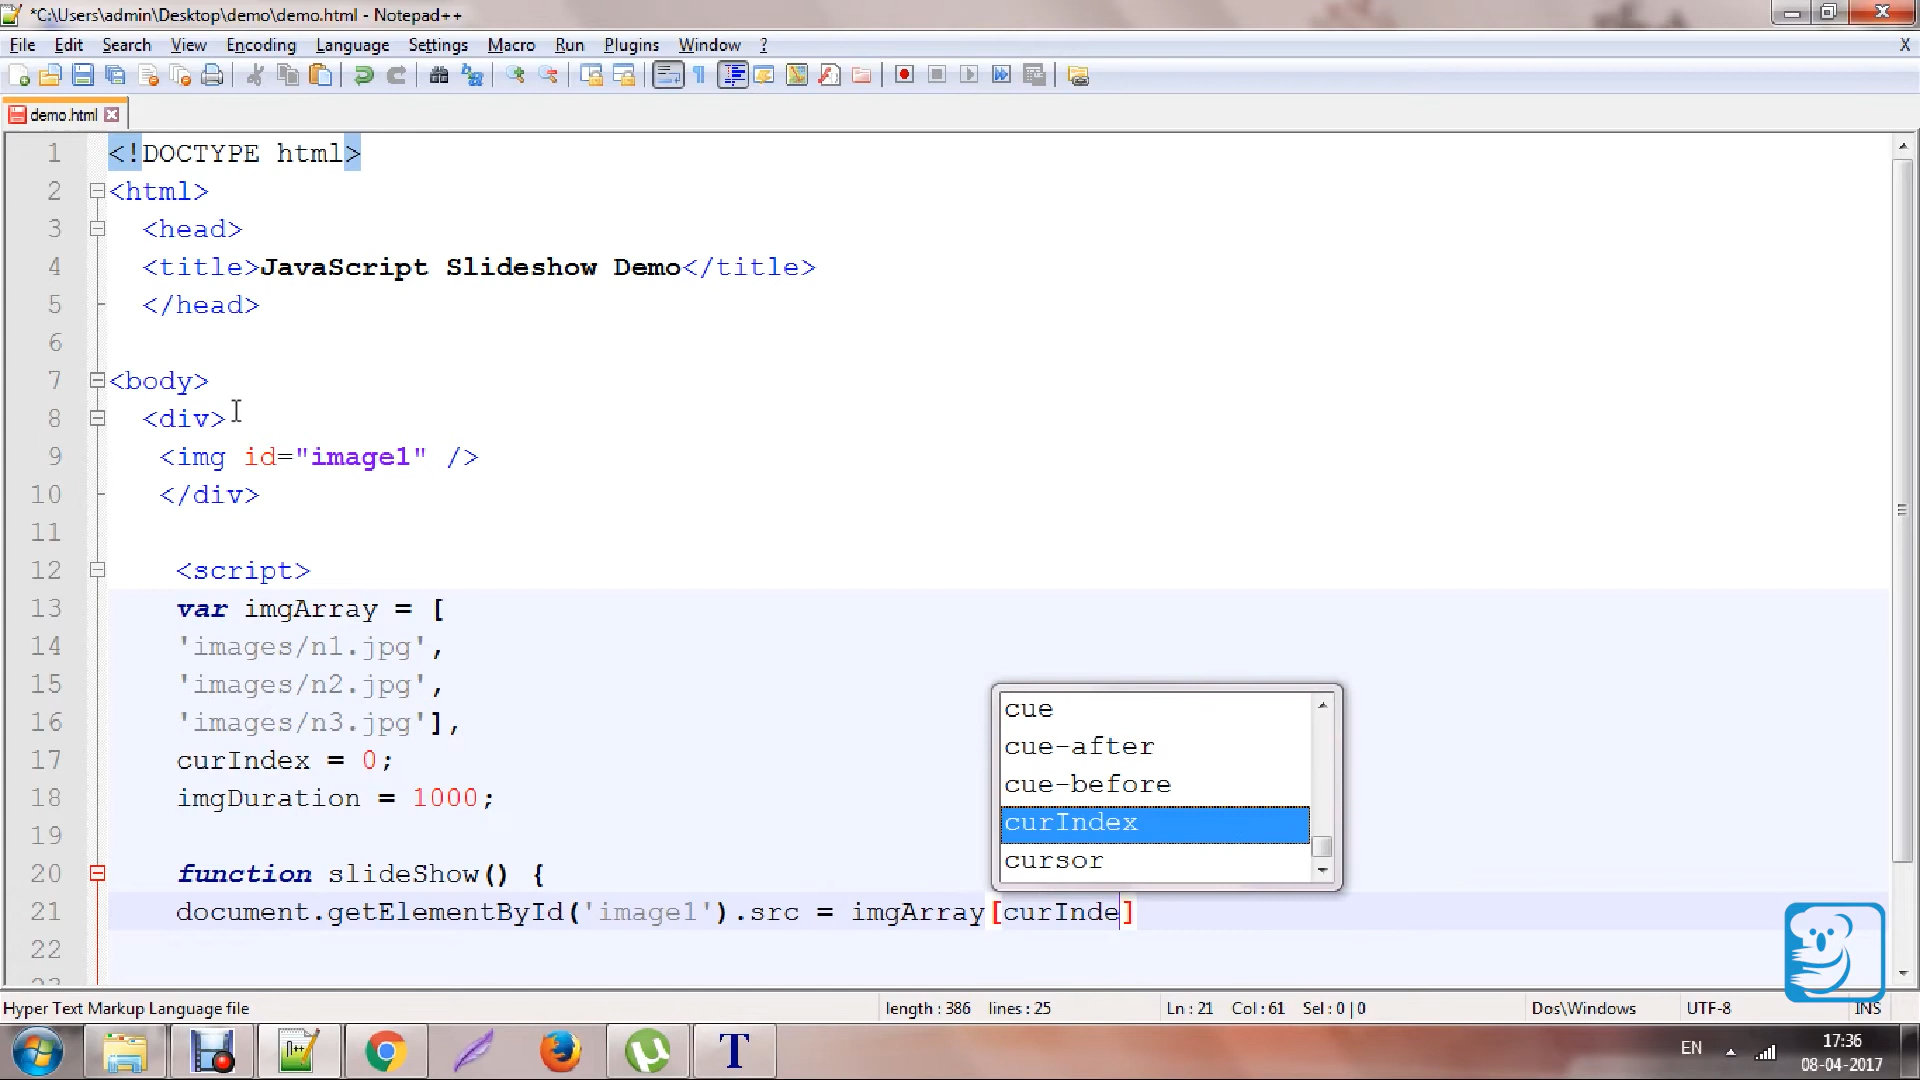 *C:\Users\admin\Desktop\demo\demo.html - Notepad++
File Edit Search View Encoding Language Settings Macro Run Plugins Window ? X
demo.html
1 <!DOCTYPE html>
2 <html>
3 <head>
4 <title>JavaScript Slideshow Demo</title>
5 </head>
6
7 <body>
8 <div>
9 <img id="image1" />
10 </div>
11
12 <script>
13 var imgArray = [
14 'images/n1.jpg',
15 'images/n2.jpg',
16 'images/n3.jpg'],
17 curIndex = 0;
18 imgDuration = 1000;
19
20 function slideShow() {
21 document.getElementById('image1').src = imgArray[curInde]
22
cue
cue-after
cue-before
curIndex
cursor
Hyper Text Markup Language file length : 386 lines : 25 Ln : 21 Col : 61 Sel : 0 | 0 Dos\Windows UTF-8 INS
EN 17:36
08-04-2017